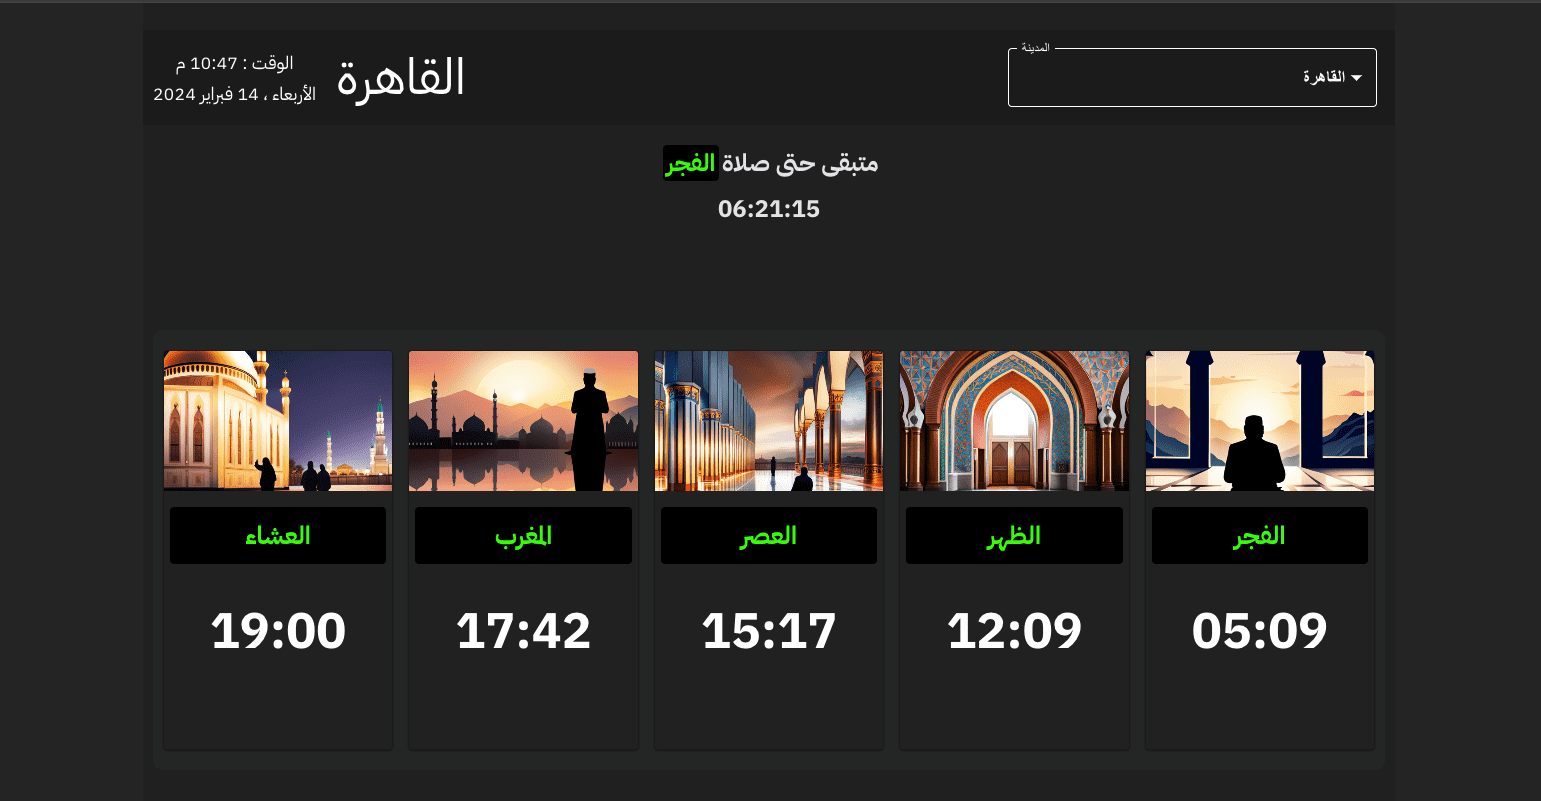 المدينة
القاهرة
القاهرة
الوقت : 10:47 م
الأربعاء ، 14 فبراير 2024
متبقى حتى صلاة الفجر
06:21:15
الفجر
05:09
الظهر
12:09
العصر
15:17
المغرب
17:42
العشاء
19:00